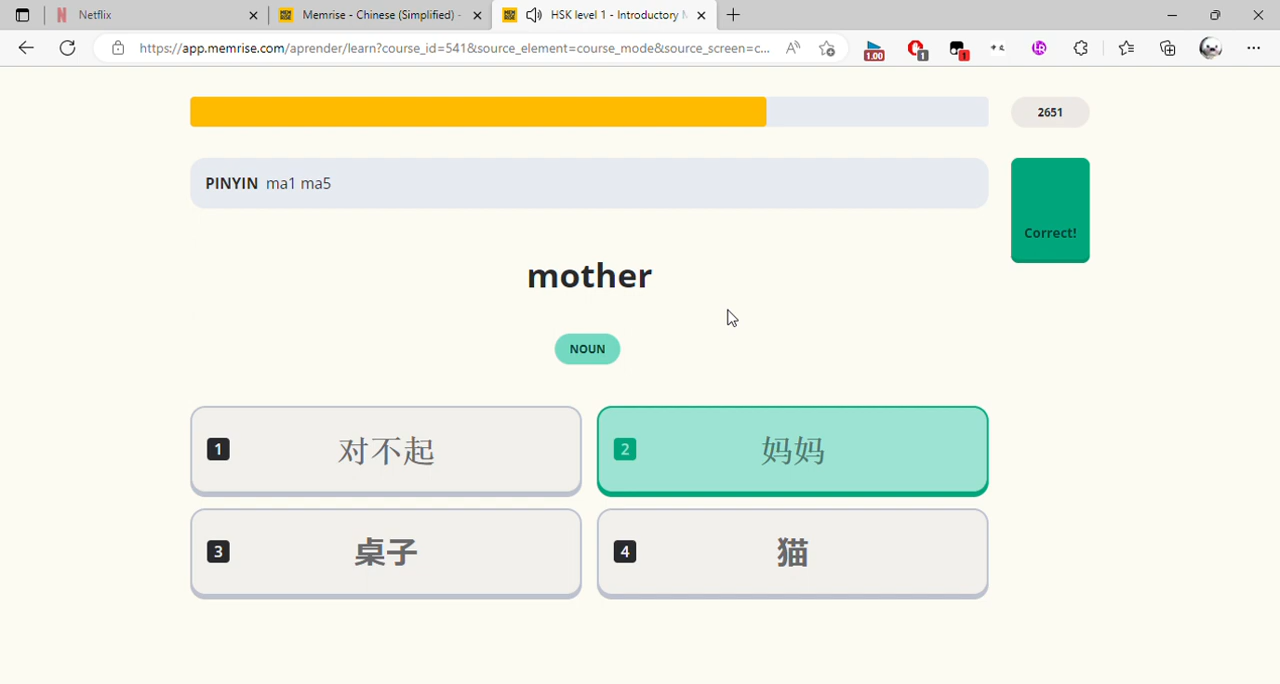 Netflix
Memrise - Chinese (Simplified) -
HSK level 1 - Introductory M
https://app.memrise.com/aprender/learn?course_id=541&source_element=course_mode&source_screen=c...
1.00
1
1
2651
PINYIN ma1 ma5
Correct!
mother
NOUN
1 对不起
2 妈妈
3 桌子
4 猫